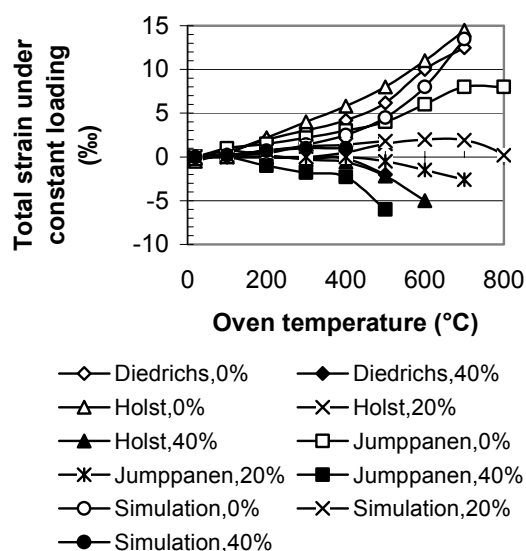 Total strain under
constant loading
(‰)
15
10
5
0
-5
-10
0 200 400 600 800
Oven temperature (°C)
Diedrichs,0% Diedrichs,40%
Holst,0% Holst,20%
Holst,40% Jumppanen,0%
Jumppanen,20% Jumppanen,40%
Simulation,0% Simulation,20%
Simulation,40%